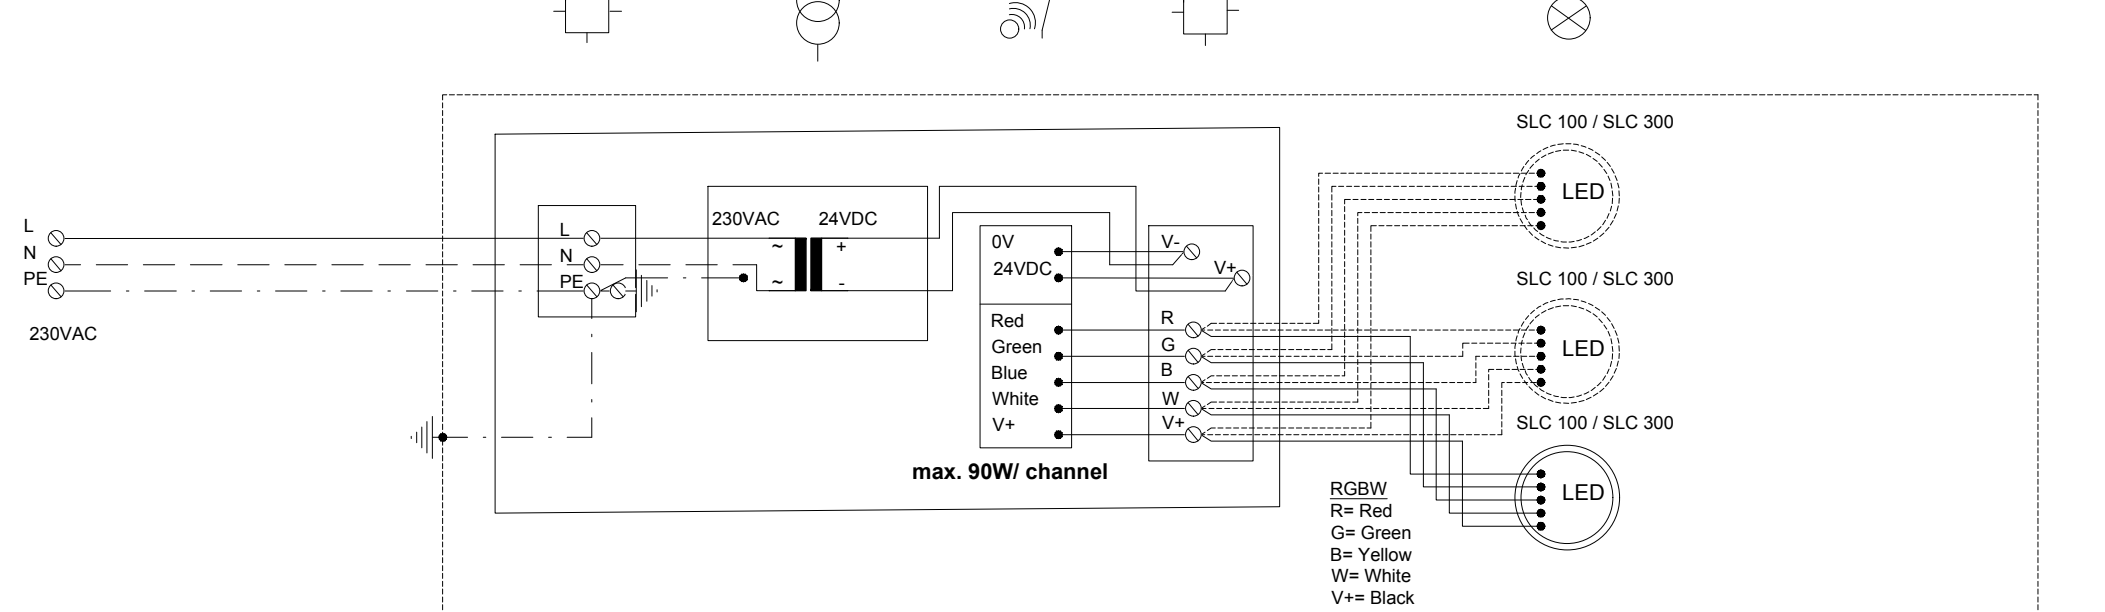 L
N
PE
230VAC
L
N
PE
230VAC 24VDC
~ +
~ -
0V
24VDC
Red
Green
Blue
White
V+
max. 90W/ channel
V-
V+
R
G
B
W
V+
SLC 100 / SLC 300
LED
SLC 100 / SLC 300
LED
SLC 100 / SLC 300
LED
RGBW
R= Red
G= Green
B= Yellow
W= White
V+= Black